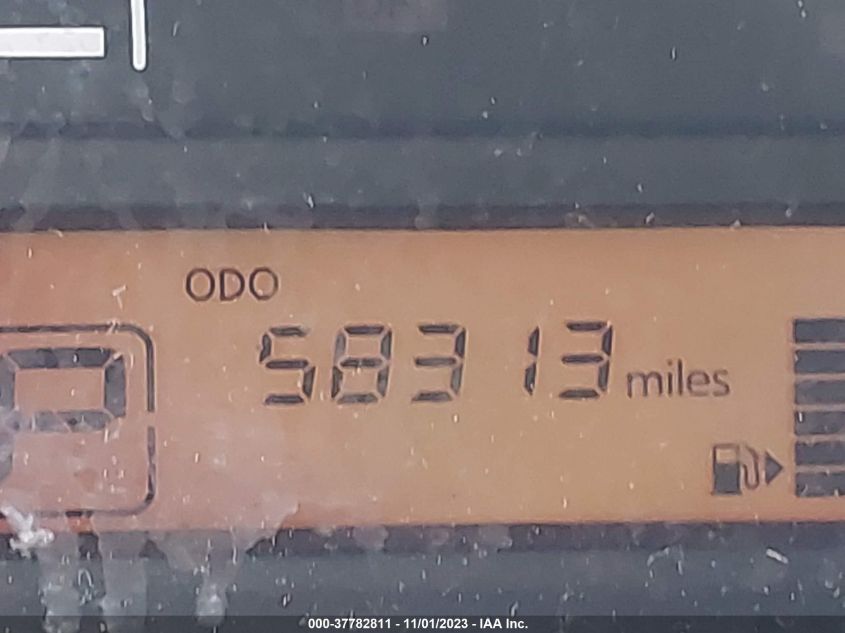 ODO
58313 miles
P
000-37782811 - 11/01/2023 - IAA Inc.